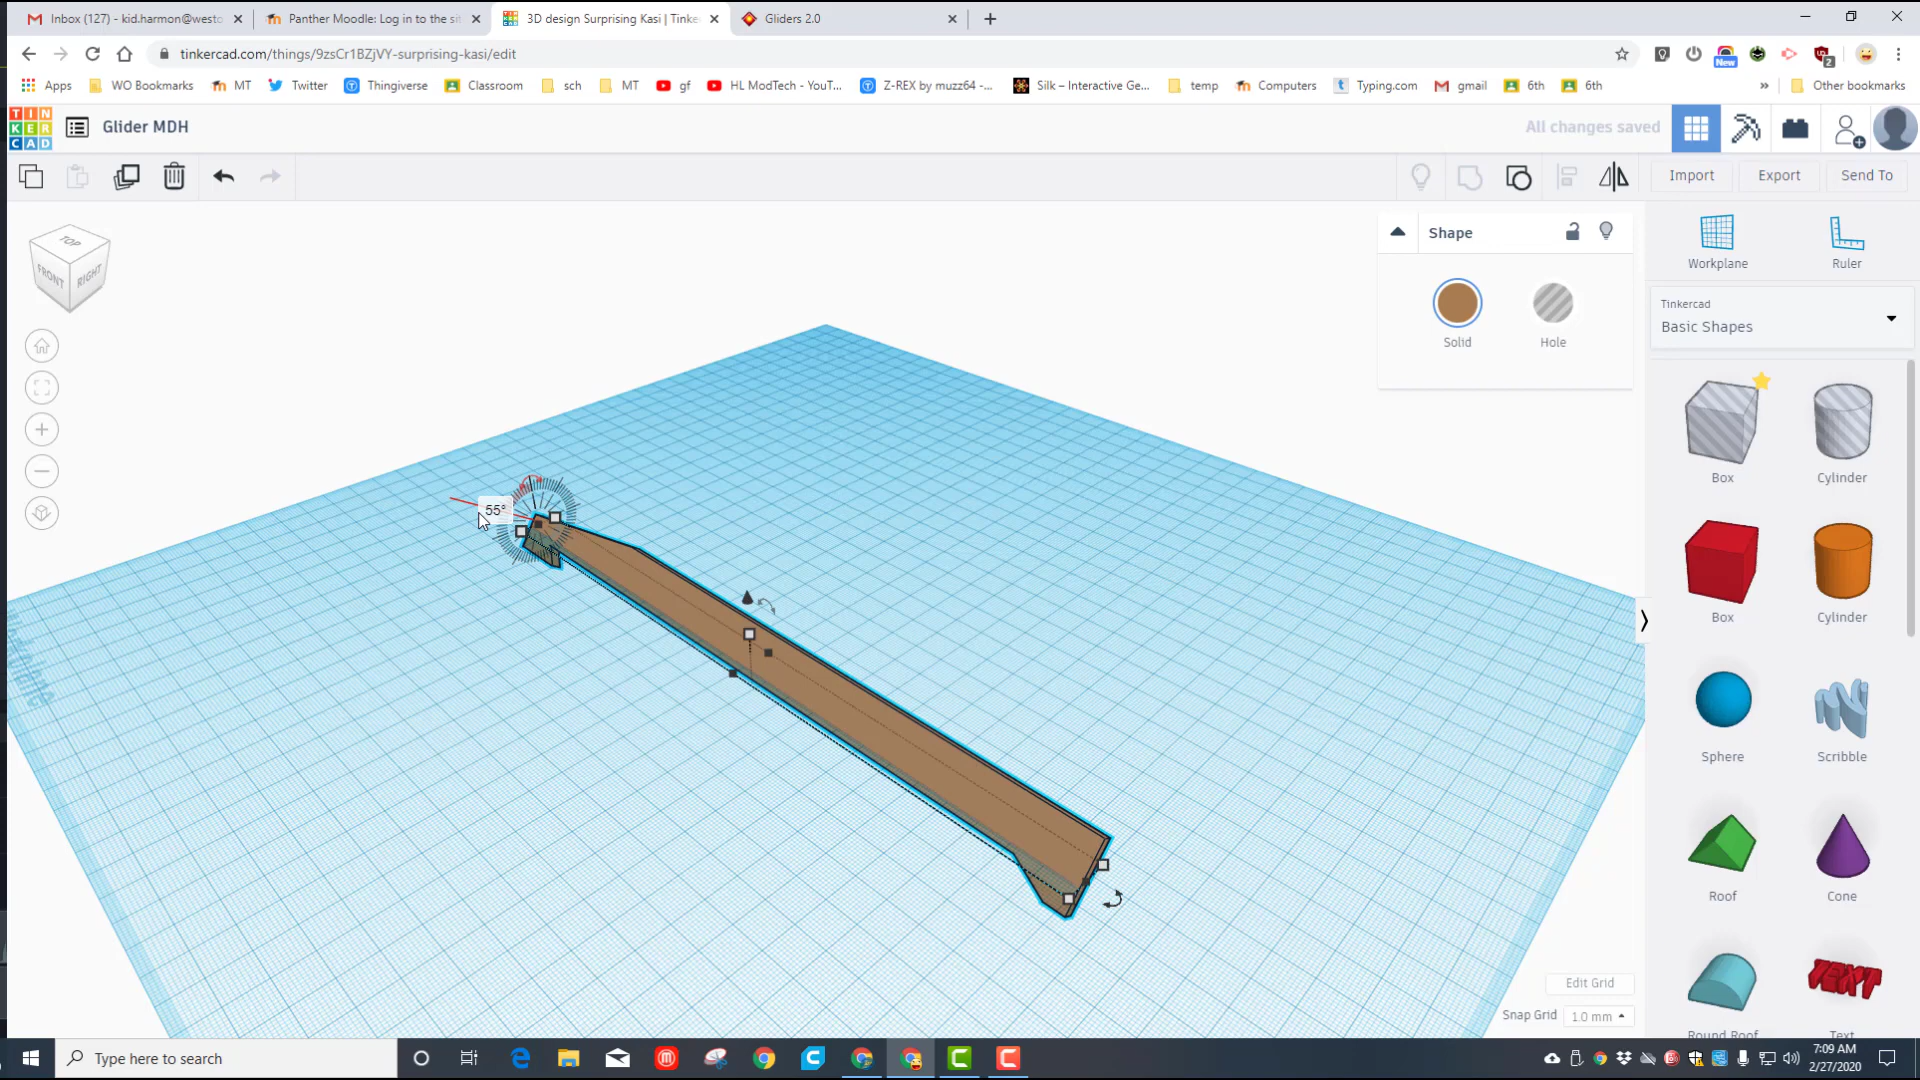 Inbox (127) - kid.harmon@westo
Panther Moodle: Log in to the sit
3D design Surprising Kasi | Tinke
Gliders 2.0
tinkercad.com/things/9zsCr1BZjVY-surprising-kasi/edit
New
2
Apps
WO Bookmarks
MT
Twitter
Thingiverse
Classroom
sch
MT
gf
HL ModTech - YouT...
Z-REX by muzz64 -...
Silk – Interactive Ge...
temp
Computers
Typing.com
gmail
6th
6th
Other bookmarks
TIN
KER
CAD
Glider MDH
All changes saved
Import
Export
Send To
TOP
FRONT
RIGHT
Shape
Solid
Hole
Workplane
Ruler
Tinkercad
Basic Shapes
Box
Cylinder
Box
Cylinder
Sphere
Scribble
Roof
Cone
Round Roof
TEXT
Text
55°
Edit Grid
Snap Grid
1.0 mm
Type here to search
7:09 AM
2/27/2020